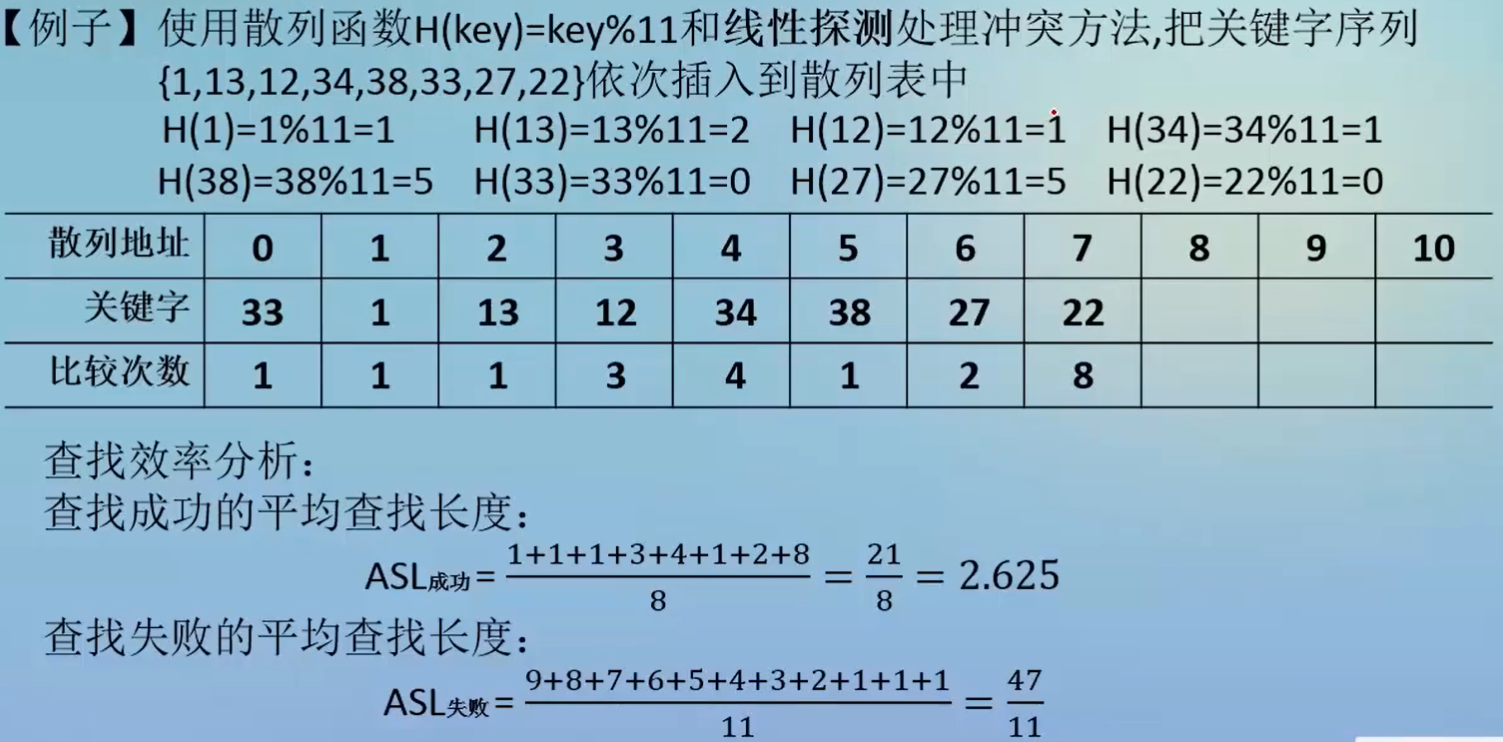 【例子】使用散列函数H(key)=key%11和线性探测处理冲突方法,把关键字序列
{1,13,12,34,38,33,27,22}依次插入到散列表中
H(1)=1%11=1 H(13)=13%11=2 H(12)=12%11=1 H(34)=34%11=1
H(38)=38%11=5 H(33)=33%11=0 H(27)=27%11=5 H(22)=22%11=0
散列地址 0 1 2 3 4 5 6 7 8 9 10
关键字 33 1 13 12 34 38 27 22
比较次数 1 1 1 3 4 1 2 8
查找效率分析：
查找成功的平均查找长度：
ASL成功= 1+1+1+3+4+1+2+8/8 = 21/8 = 2.625
查找失败的平均查找长度：
ASL失败= 9+8+7+6+5+4+3+2+1+1+1/11 = 47/11